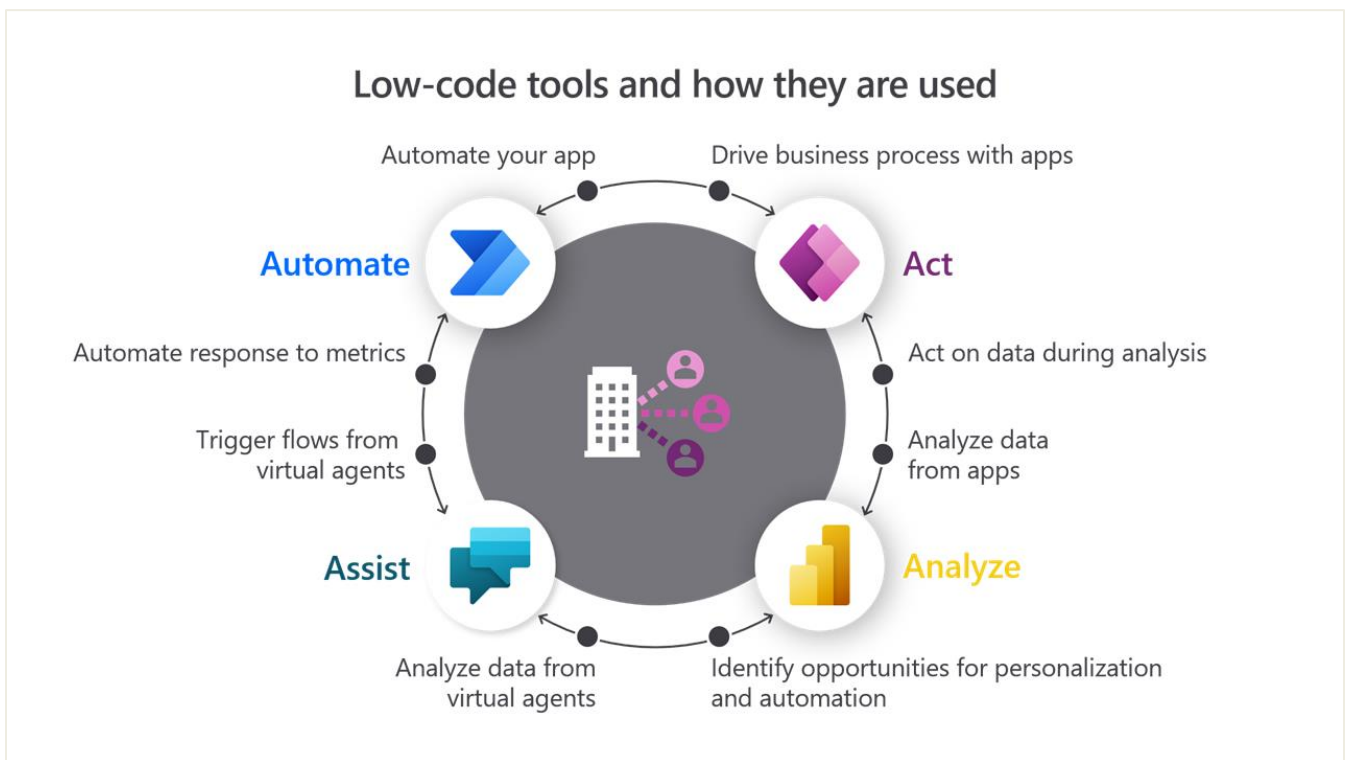 Low-code tools and how they are used
Automate your app
Drive business process with apps
Automate
Act
Automate response to metrics
Act on data during analysis
Trigger flows from
virtual agents
Analyze data
from apps
Assist
Analyze
Analyze data from
virtual agents
Identify opportunities for personalization
and automation